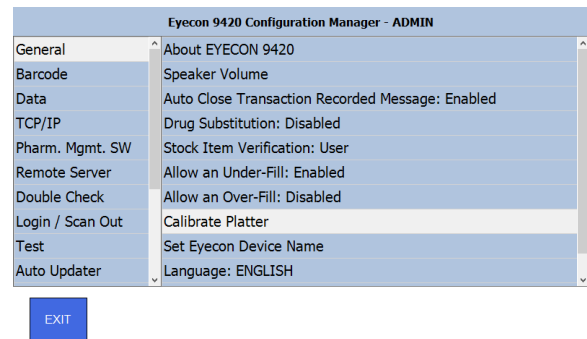 Eyecon 9420 Configuration Manager - ADMIN
General
Barcode
Data
TCP/IP
Pharm. Mgmt. SW
Remote Server
Double Check
Login / Scan Out
Test
Auto Updater
About EYECON 9420
Speaker Volume
Auto Close Transaction Recorded Message: Enabled
Drug Substitution: Disabled
Stock Item Verification: User
Allow an Under-Fill: Enabled
Allow an Over-Fill: Disabled
Calibrate Platter
Set Eyecon Device Name
Language: ENGLISH
EXIT